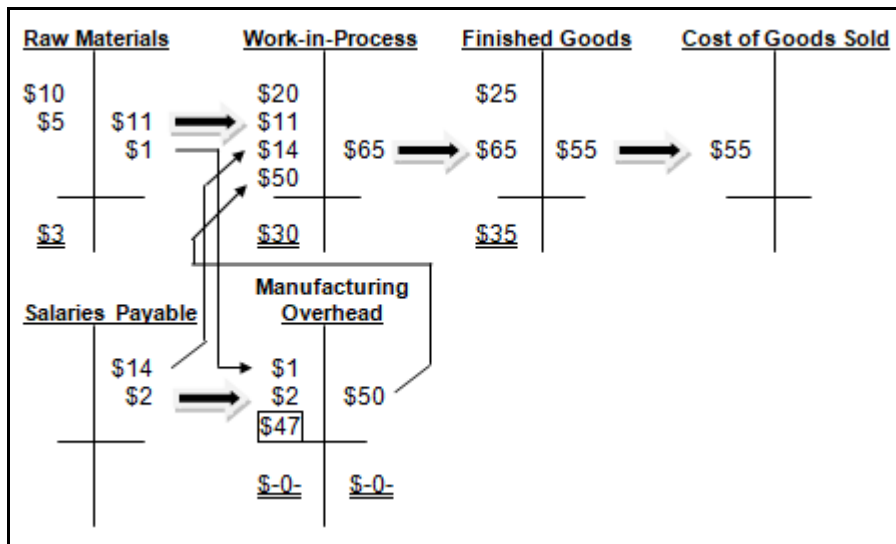 Raw Materials Work-in-Process Finished Goods Cost of Goods Sold
$10 $20 $25
$5 $11 $11
$1 $14 $65 $65 $55 $55
$50
$3 $30 $35
Manufacturing
Salaries Payable Overhead
$14 $1
$2 $2 $50
$47
$-0- $-0-